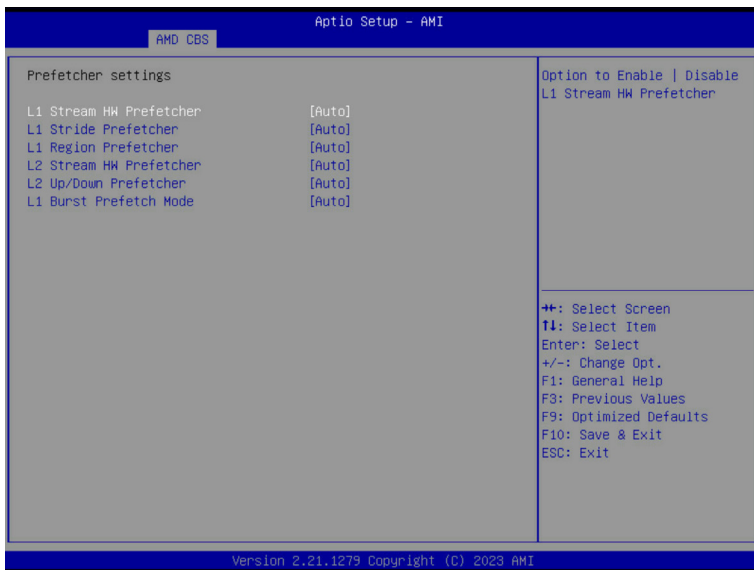 Aptio Setup – AMI
AMD CBS
Prefetcher settings
L1 Stream HW Prefetcher [Auto]
L1 Stride Prefetcher [Auto]
L1 Region Prefetcher [Auto]
L2 Stream HW Prefetcher [Auto]
L2 Up/Down Prefetcher [Auto]
L1 Burst Prefetch Mode [Auto]
Option to Enable | Disable
L1 Stream HW Prefetcher
→←: Select Screen
↑↓: Select Item
Enter: Select
+/-: Change Opt.
F1: General Help
F3: Previous Values
F9: Optimized Defaults
F10: Save & Exit
ESC: Exit
Version 2.21.1279 Copyright (C) 2023 AMI